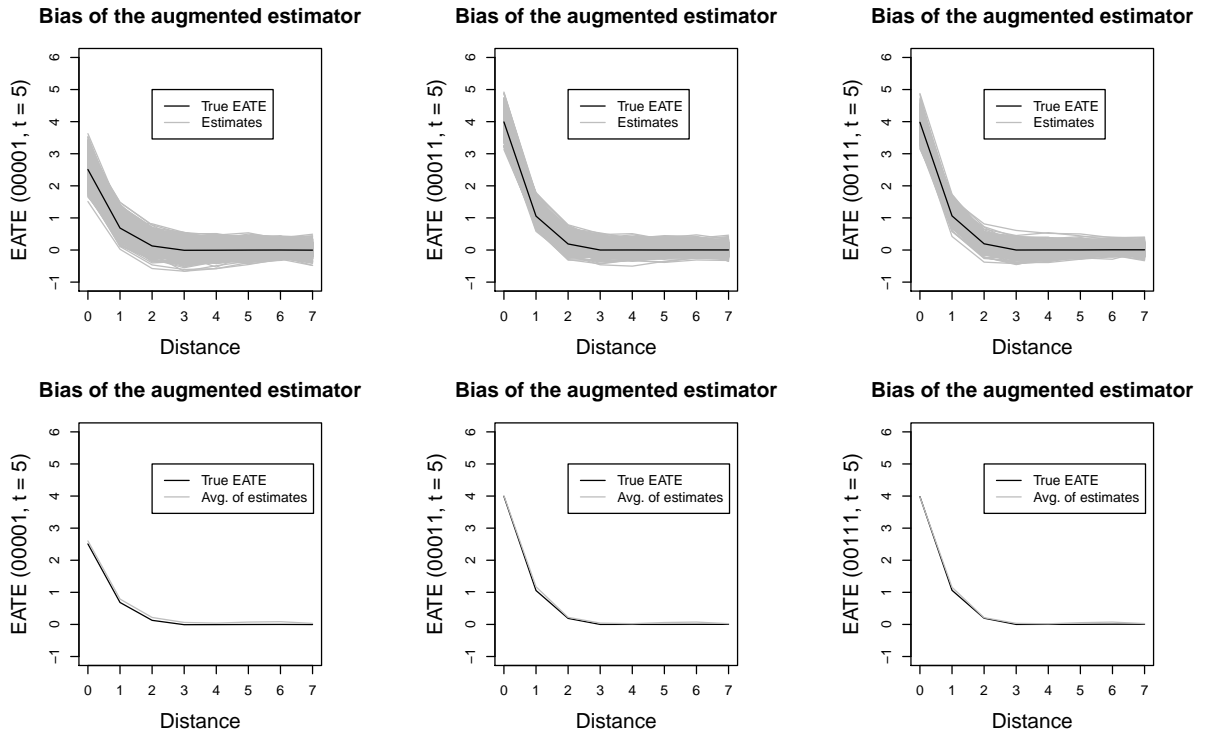 Bias of the augmented estimator
EATE (00001, t = 5)
6
5
4
3
2
1
0
−1
True EATE
Estimates
0 1 2 3 4 5 6 7
Distance
Bias of the augmented estimator
EATE (00011, t = 5)
6
5
4
3
2
1
0
−1
True EATE
Estimates
0 1 2 3 4 5 6 7
Distance
Bias of the augmented estimator
EATE (00111, t = 5)
6
5
4
3
2
1
0
−1
True EATE
Estimates
0 1 2 3 4 5 6 7
Distance
Bias of the augmented estimator
EATE (00001, t = 5)
6
5
4
3
2
1
0
−1
True EATE
Avg. of estimates
0 1 2 3 4 5 6 7
Distance
Bias of the augmented estimator
EATE (00011, t = 5)
6
5
4
3
2
1
0
−1
True EATE
Avg. of estimates
0 1 2 3 4 5 6 7
Distance
Bias of the augmented estimator
EATE (00111, t = 5)
6
5
4
3
2
1
0
−1
True EATE
Avg. of estimates
0 1 2 3 4 5 6 7
Distance